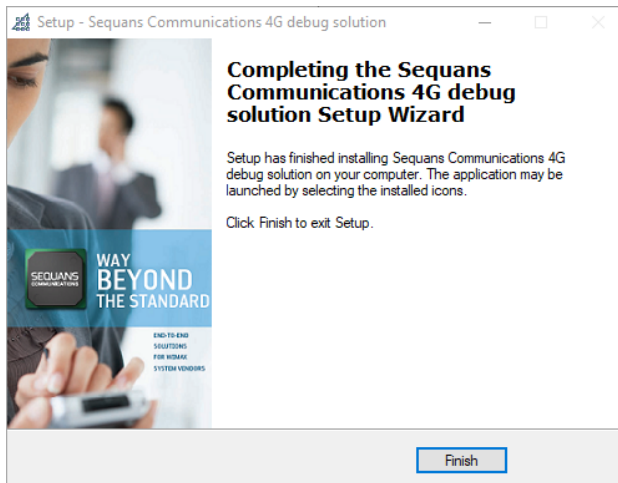 Setup - Sequans Communications 4G debug solution
Completing the Sequans
Communications 4G debug
solution Setup Wizard
Setup has finished installing Sequans Communications 4G
debug solution on your computer. The application may be
launched by selecting the installed icons.
Click Finish to exit Setup.
SEQUANS
COMMUNICATIONS
WAY
BEYOND
THE STANDARD
END-TO-END
SOLUTIONS
FOR WIMAX
SYSTEM VENDORS
Finish